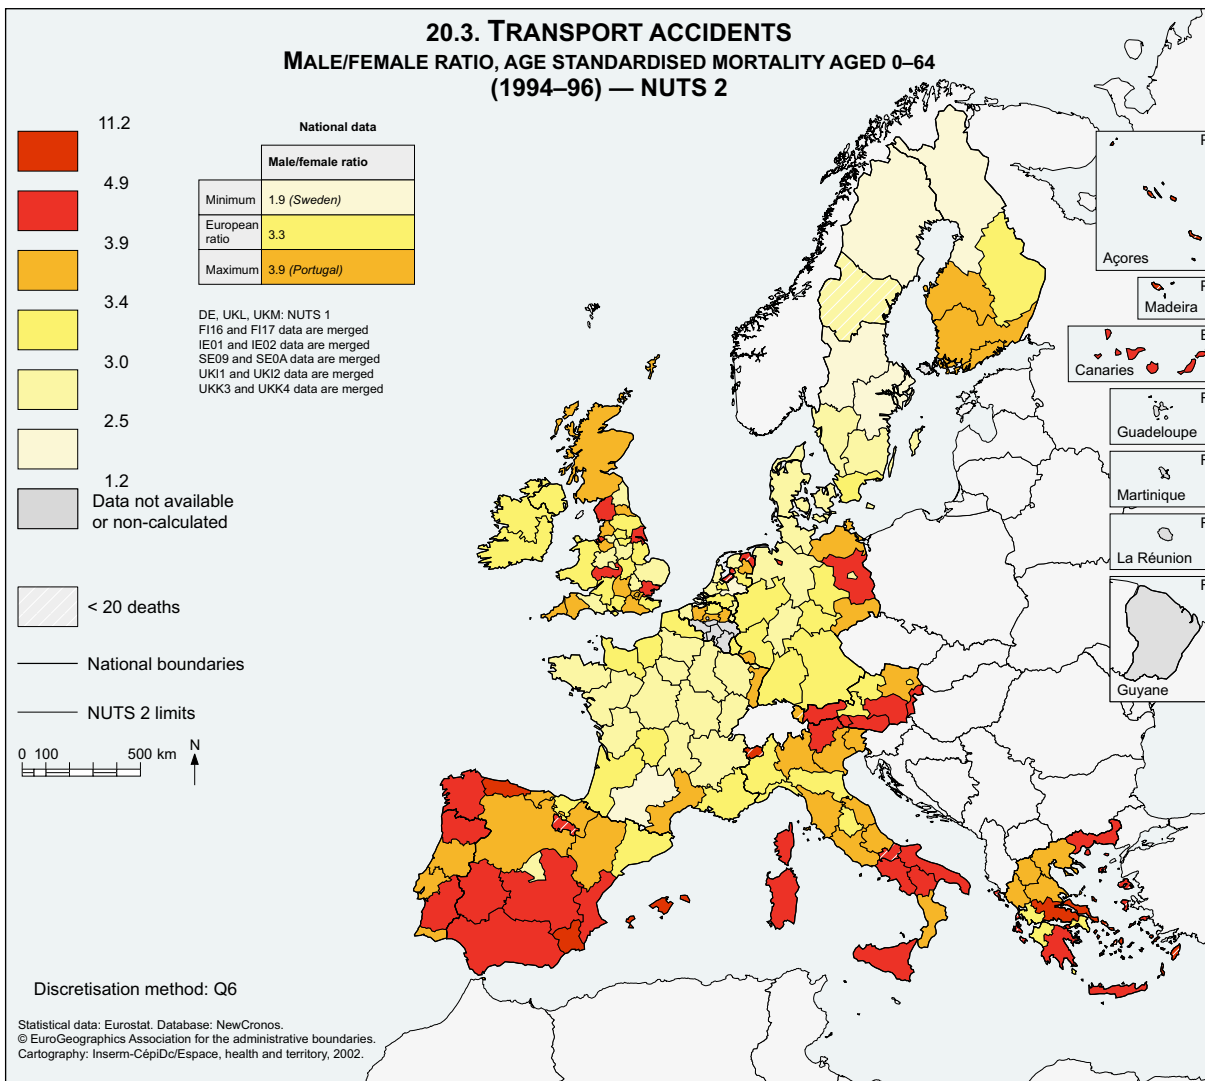 20.3. TRANSPORT ACCIDENTS
MALE/FEMALE RATIO, AGE STANDARDISED MORTALITY AGED 0–64
(1994–96) — NUTS 2
11.2
4.9
3.9
3.4
3.0
2.5
1.2
Data not available
or non-calculated
< 20 deaths
National boundaries
NUTS 2 limits
0 100 500 km
N
National data
Male/female ratio
Minimum 1.9 (Sweden)
European
ratio 3.3
Maximum 3.9 (Portugal)
DE, UKL, UKM: NUTS 1
FI16 and FI17 data are merged
IE01 and IE02 data are merged
SE09 and SE0A data are merged
UKI1 and UKI2 data are merged
UKK3 and UKK4 data are merged
Açores
Madeira
Canaries
Guadeloupe
Martinique
La Réunion
Guyane
Discretisation method: Q6
Statistical data: Eurostat. Database: NewCronos.
© EuroGeographics Association for the administrative boundaries.
Cartography: Inserm-CépiDc/Espace, health and territory, 2002.